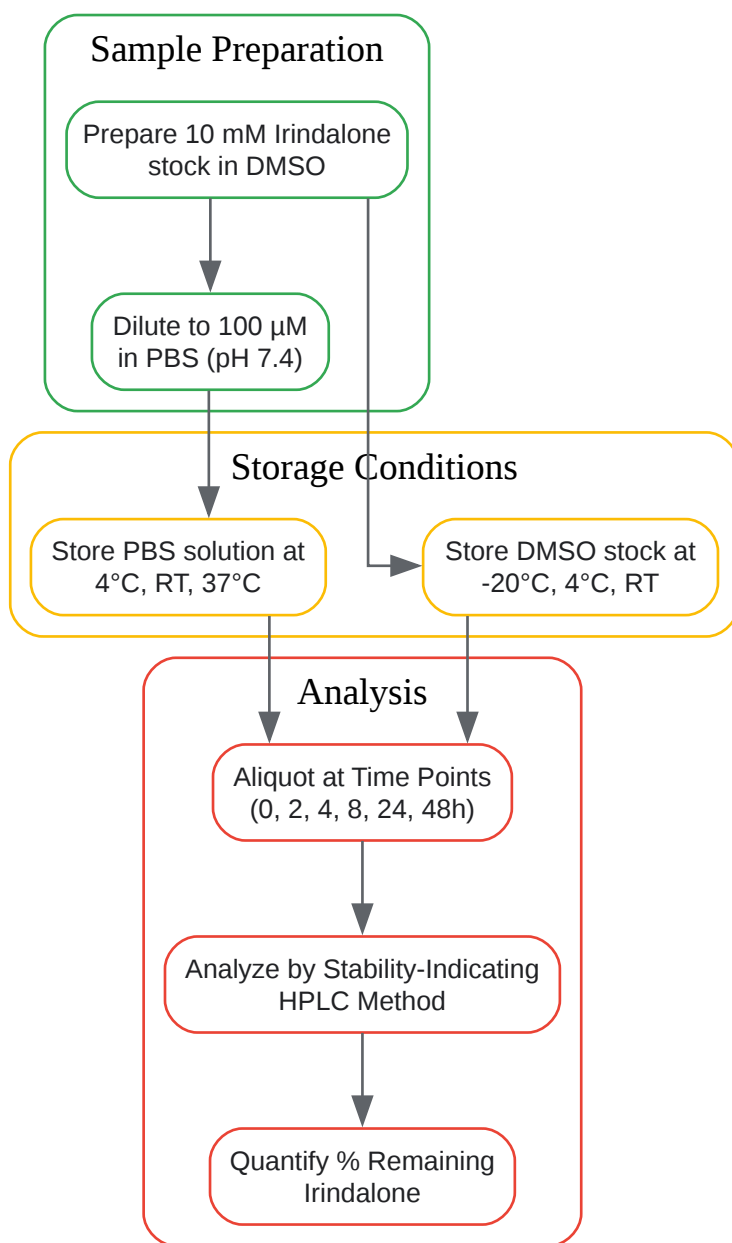 Sample Preparation
Prepare 10 mM Irindalone
stock in DMSO
Dilute to 100 µM
in PBS (pH 7.4)
Storage Conditions
Store PBS solution at
4°C, RT, 37°C
Store DMSO stock at
-20°C, 4°C, RT
Analysis
Aliquot at Time Points
(0, 2, 4, 8, 24, 48h)
Analyze by Stability-Indicating
HPLC Method
Quantify % Remaining
Irindalone